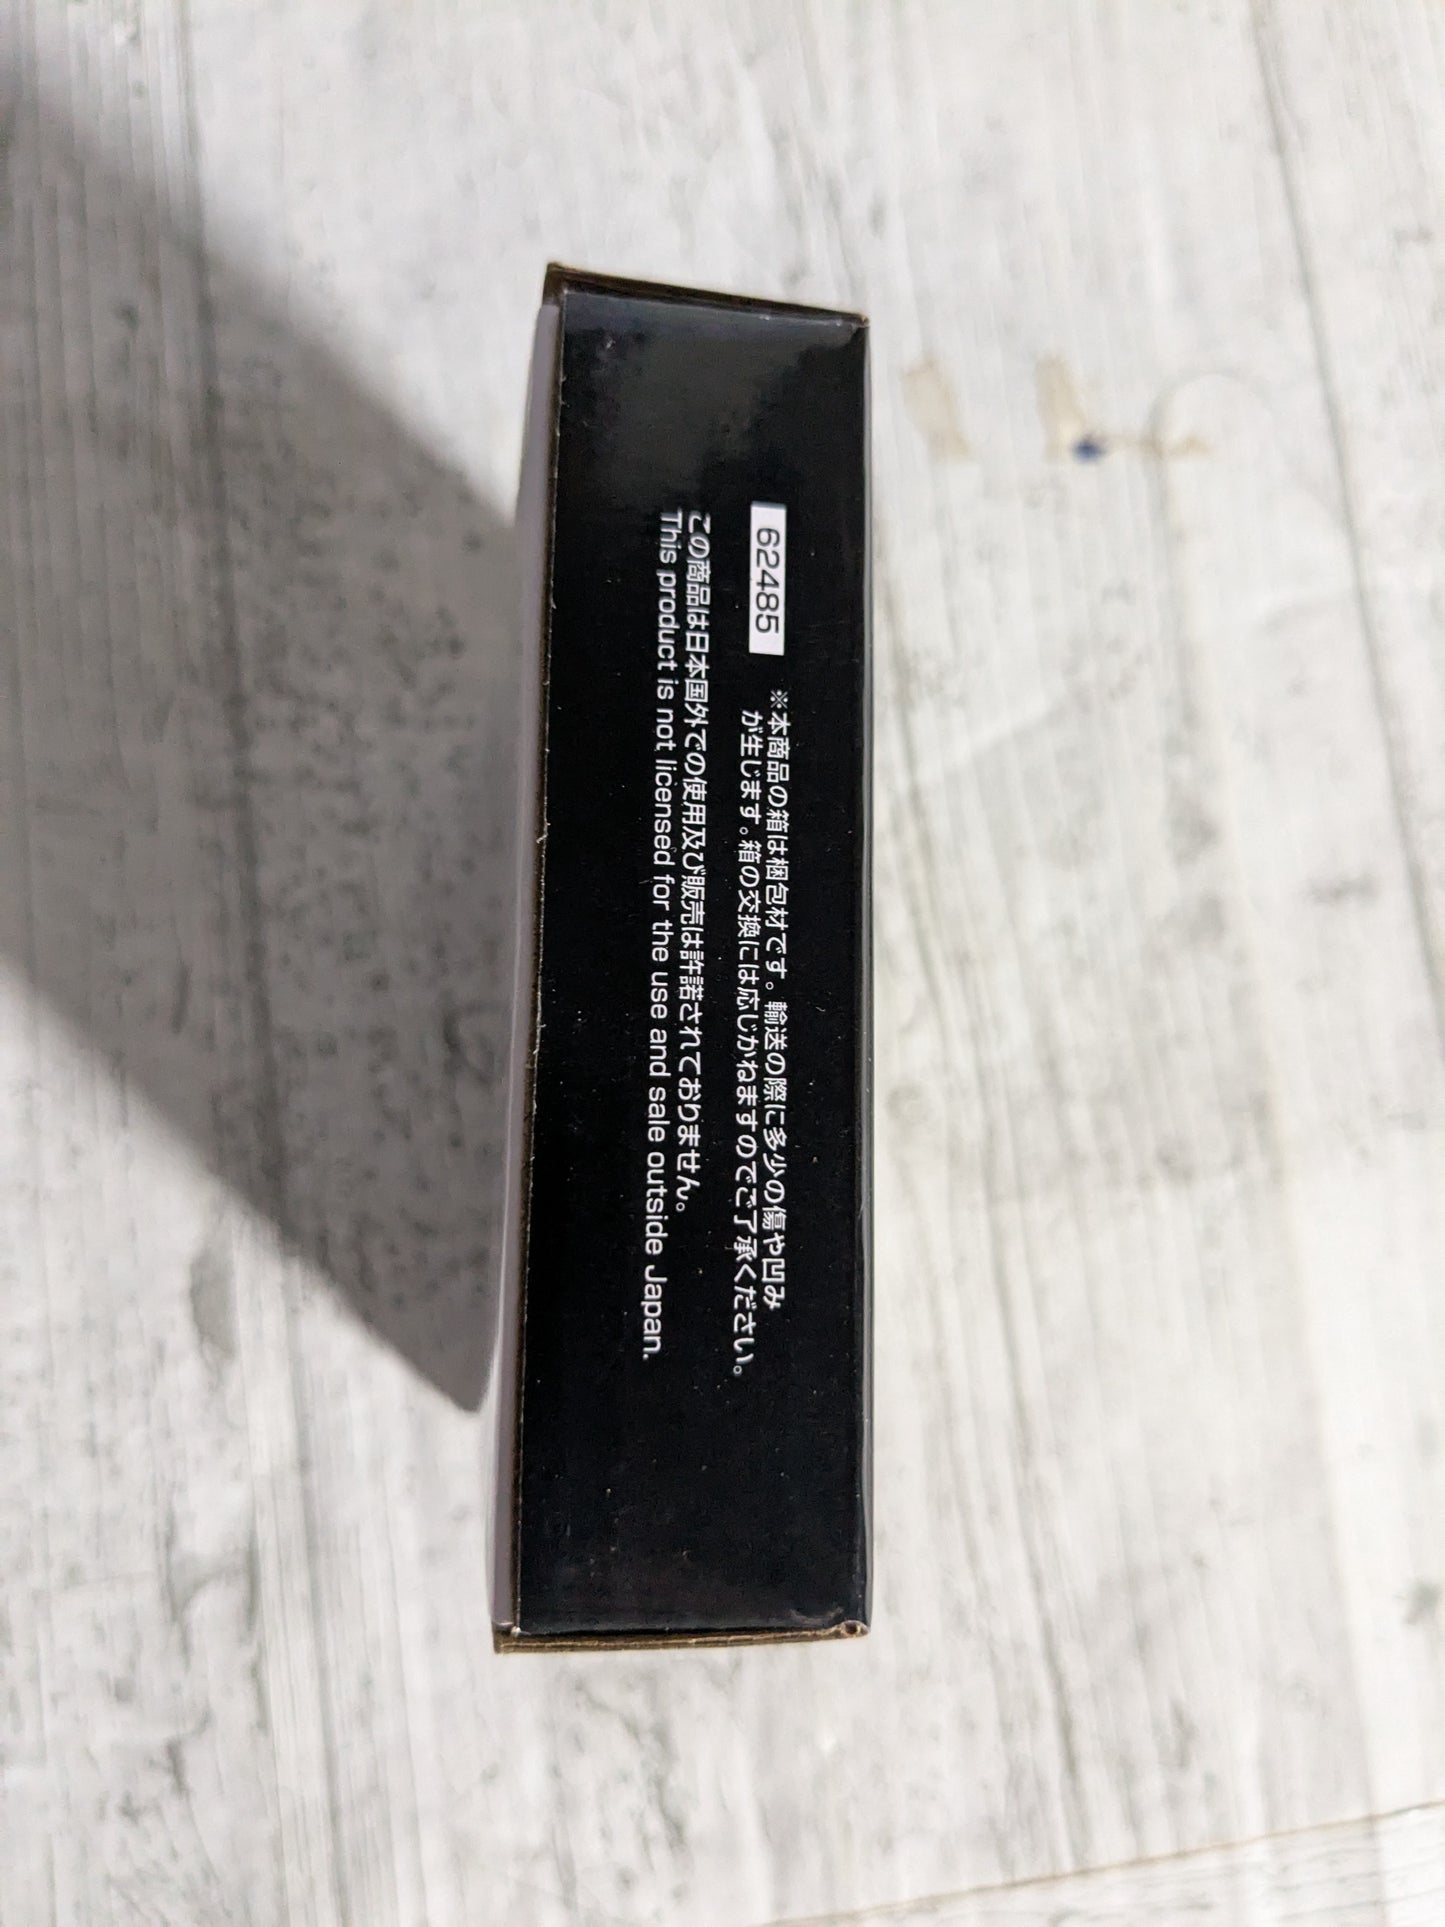 62485
※本商品の箱は梱包材です。輸送の際に多少の傷や凹み
が生じます。箱の交換には応じかねますのでご了承ください。
この商品は日本国外での使用及び販売は許諾されておりません。
This product is not licensed for the use and sale outside Japan.